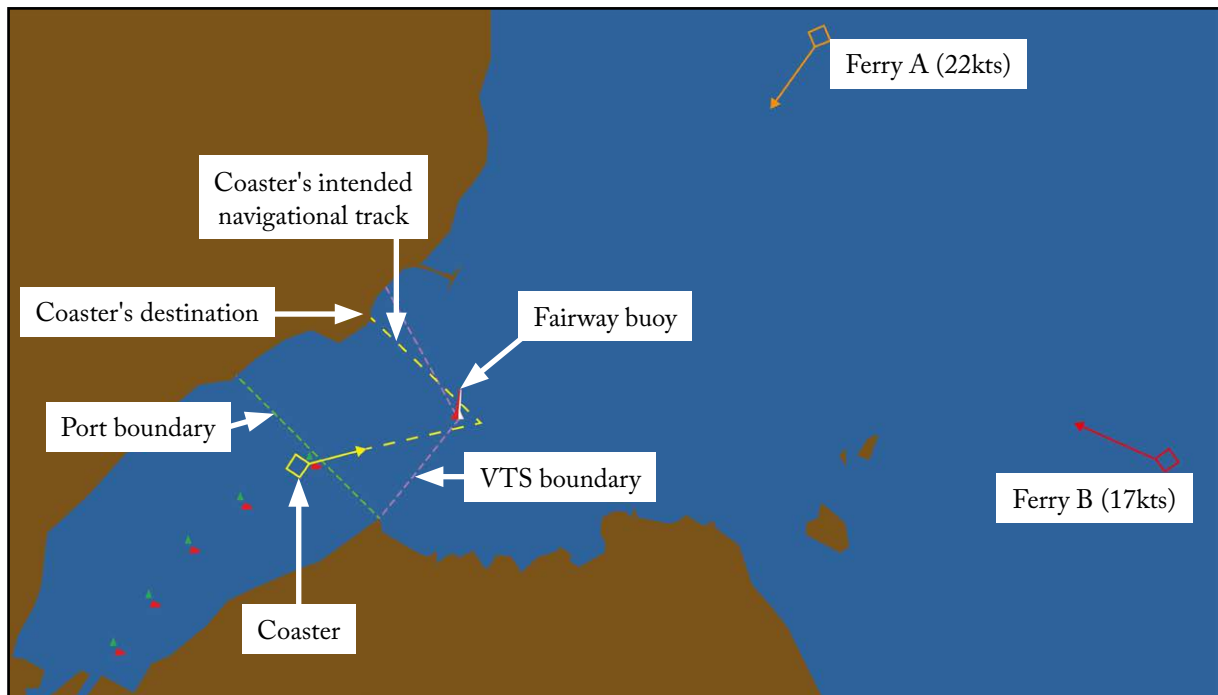 Ferry A (22kts)
Coaster's intended
navigational track
Coaster's destination
Fairway buoy
Port boundary
VTS boundary
Ferry B (17kts)
Coaster